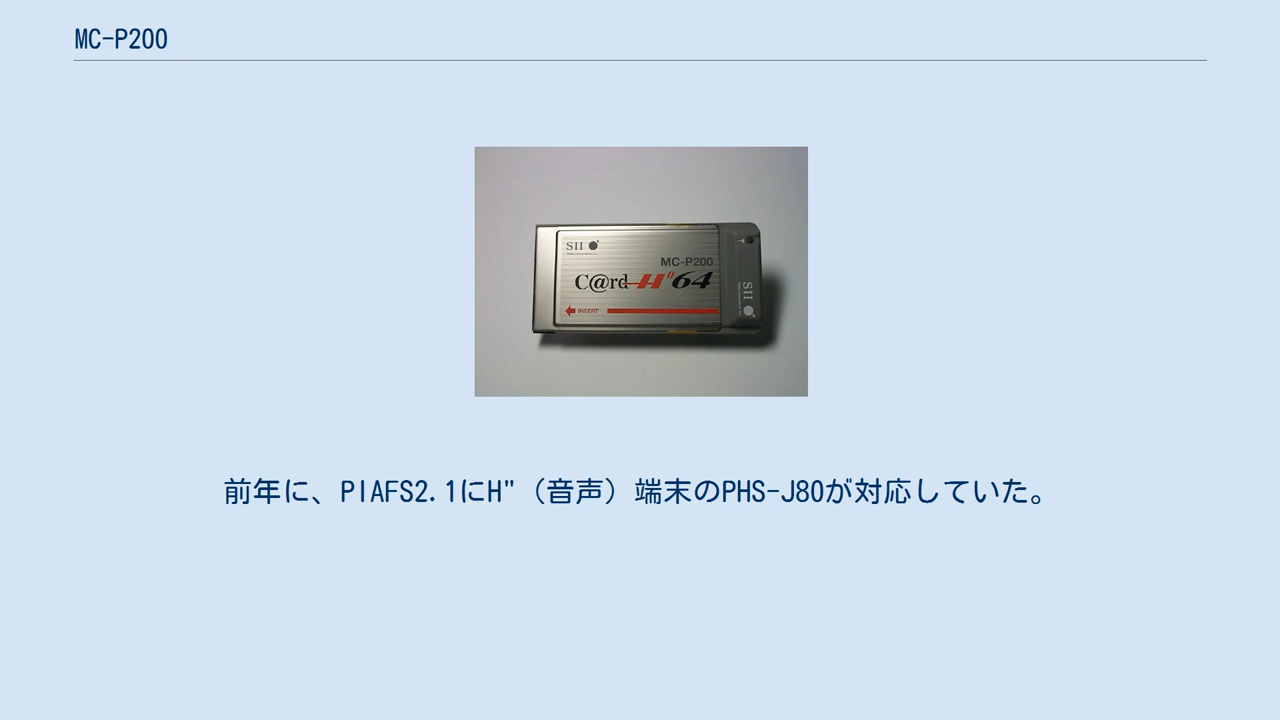 MC-P200
SII
MC-P200
C@rd H" 64
INSERT
SII
前年に、PIAFS2.1にH"（音声）端末のPHS-J80が対応していた。